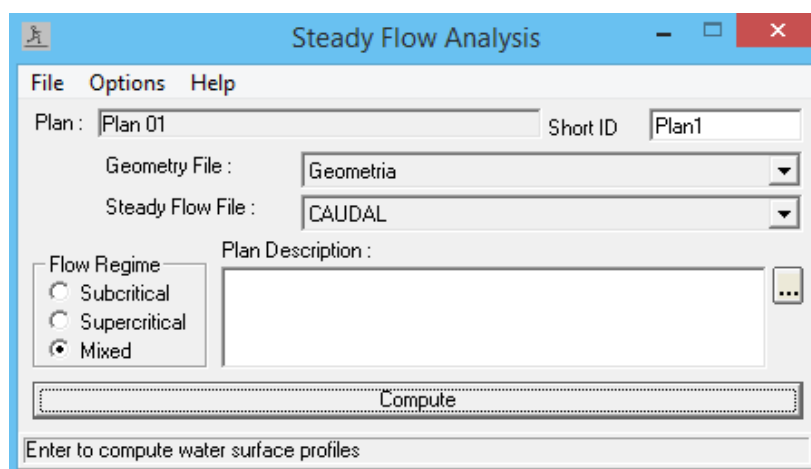 Steady Flow Analysis
File Options Help
Plan : Plan 01 Short ID Plan1
Geometry File : Geometria
Steady Flow File : CAUDAL
Flow Regime Plan Description :
Subcritical ...
Supercritical
Mixed
Compute
Enter to compute water surface profiles